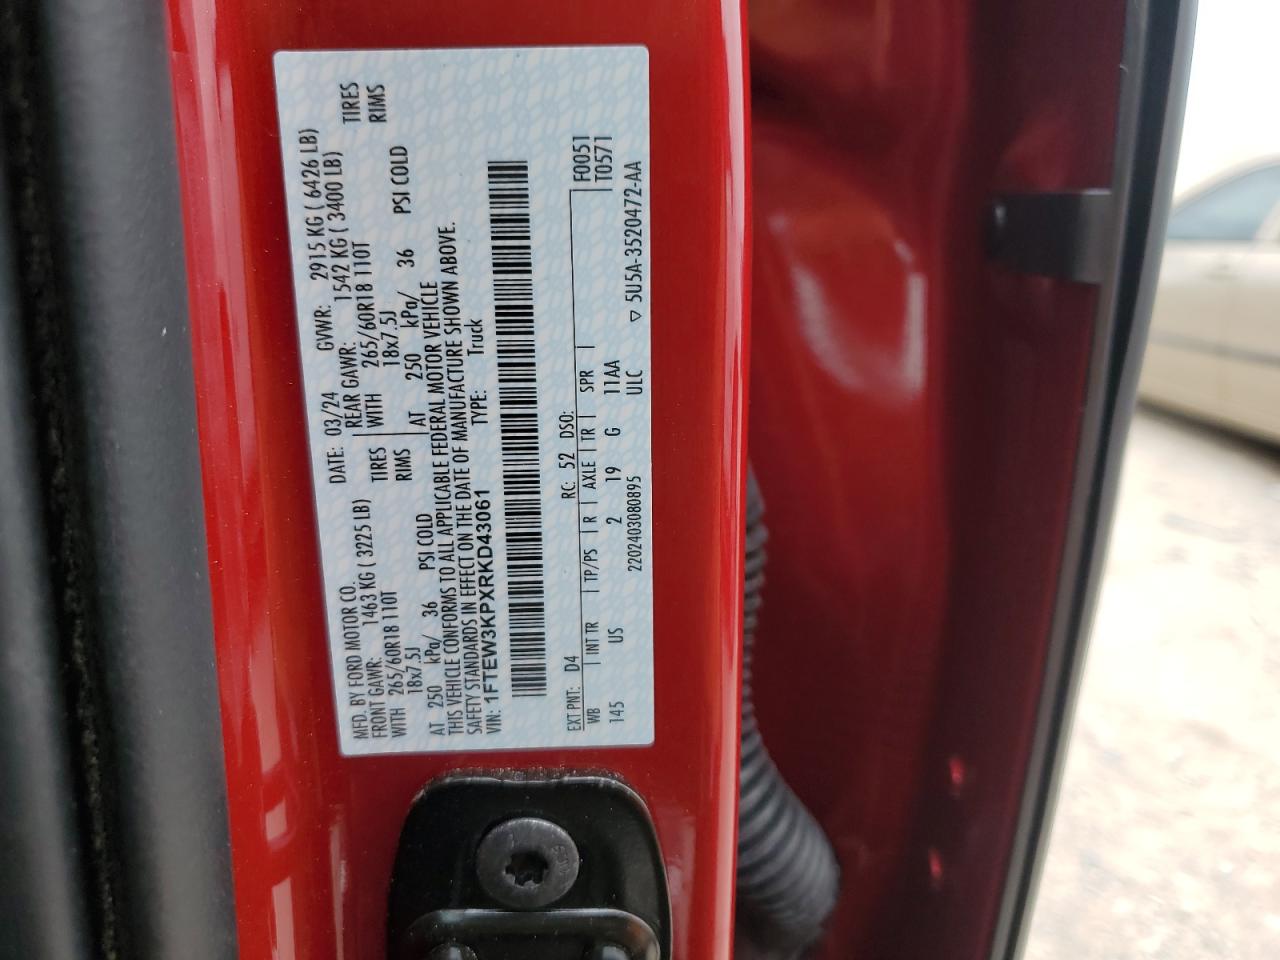 MFD. BY FORD MOTOR CO. DATE: 03/24 GVWR: 2915 KG ( 6426 LB)
FRONT GAWR: 1463 KG ( 3225 LB) REAR GAWR: 1542 KG ( 3400 LB)
WITH 265/60R18 110T TIRES WITH 265/60R18 110T TIRES
18x7.5J RIMS 18x7.5J RIMS
AT 250 kPa/ 36 PSI COLD AT 250 kPa/ 36 PSI COLD
THIS VEHICLE CONFORMS TO ALL APPLICABLE FEDERAL MOTOR VEHICLE
SAFETY STANDARDS IN EFFECT ON THE DATE OF MANUFACTURE SHOWN ABOVE.
VIN: 1FTEW3KPXRKD43061 TYPE: Truck
EXT PNT: D4 RC: 52 DSO: F0051
WB INT TR TP/PS R AXLE TR SPR T0571
145 US 2 19 G 11AA
220240308089​5 ULC ▽ 5U5A-3520472-AA